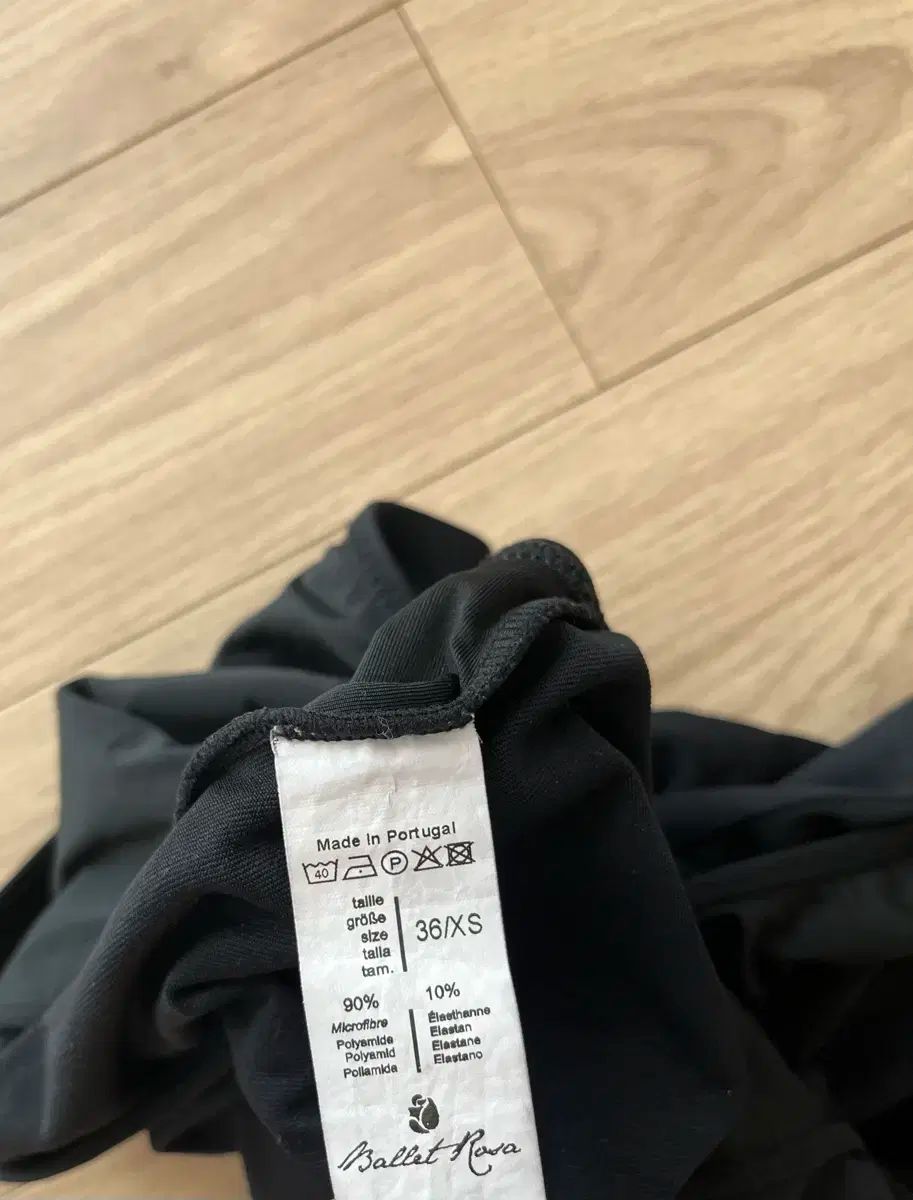 Made in Portugal
40 P
taille
größe
size
talla
tam.
36/XS
90%
Microfibre
Polyamide
Polyamid
Poliamida
10%
Élasthanne
Elastan
Elastane
Elastano
Ballet Rosa